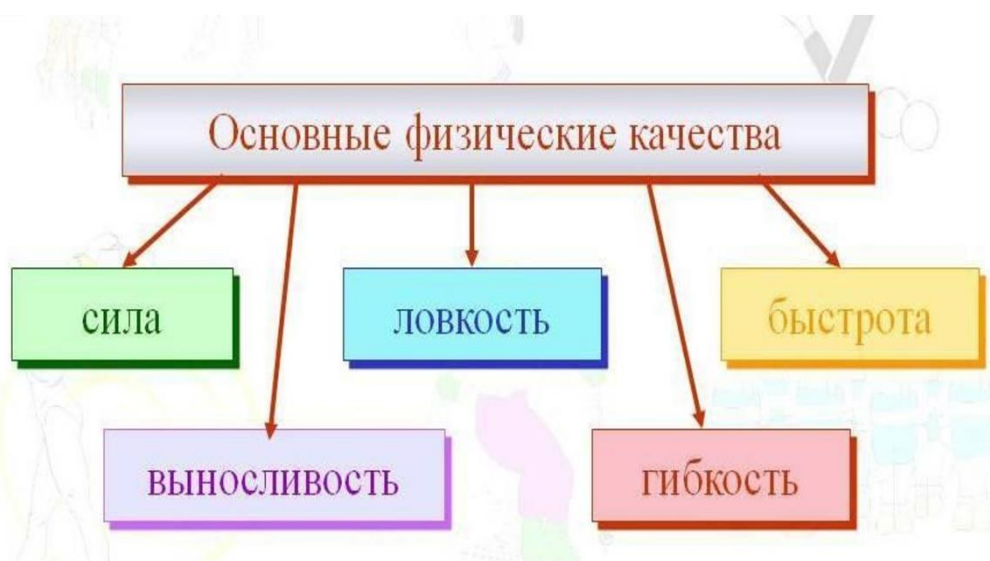 Основные физические качества
сила
ловкость
быстрота
выносливость
гибкость